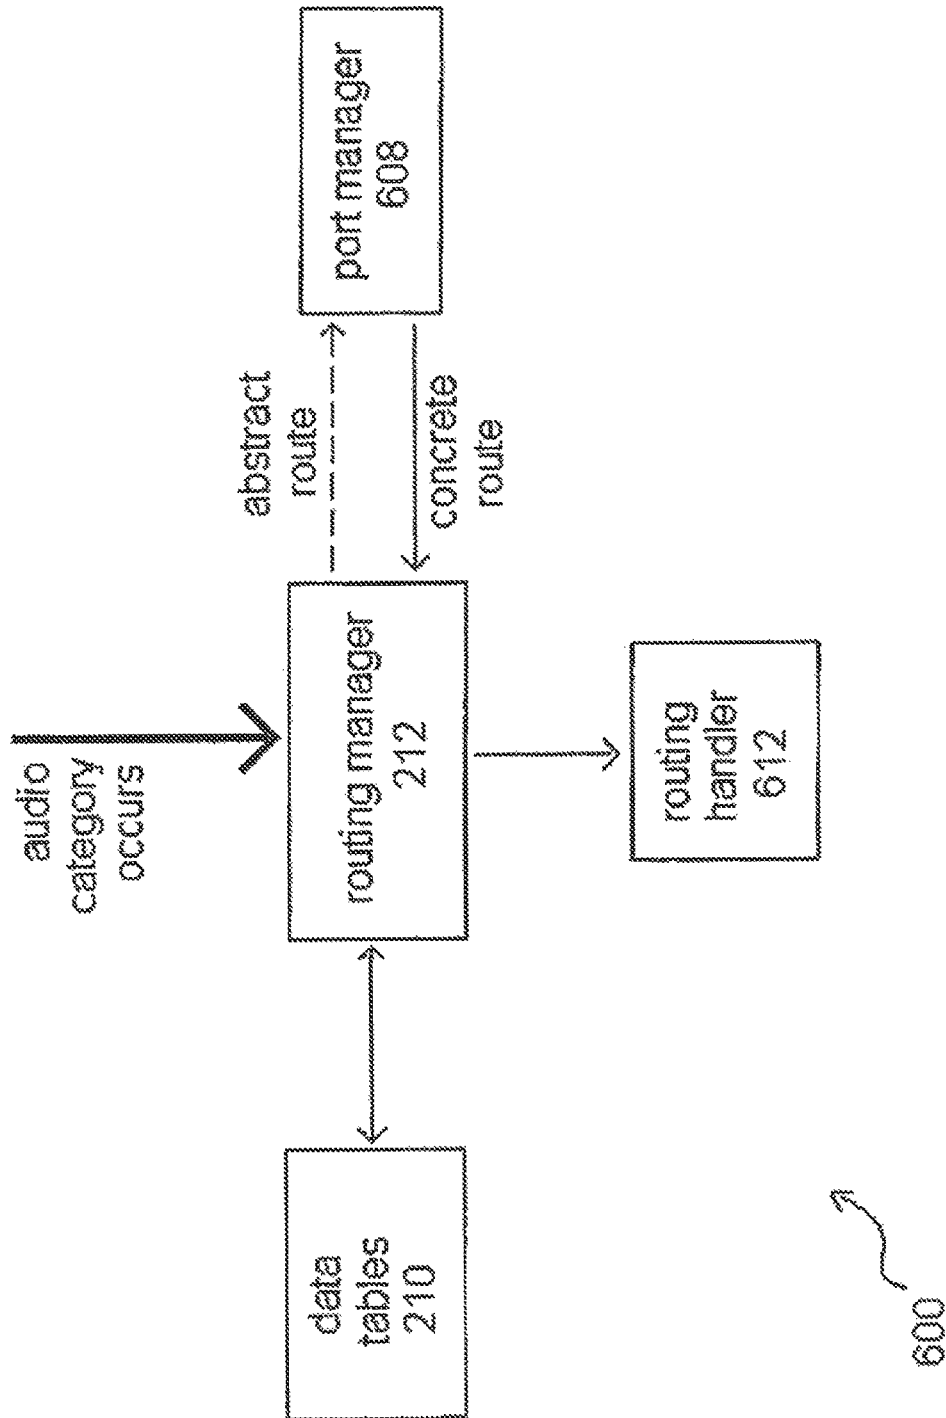 audio
category
occurs
data
tables
210
routing manager
212
abstract
route
concrete
route
port manager
608
routing
handler
612
600